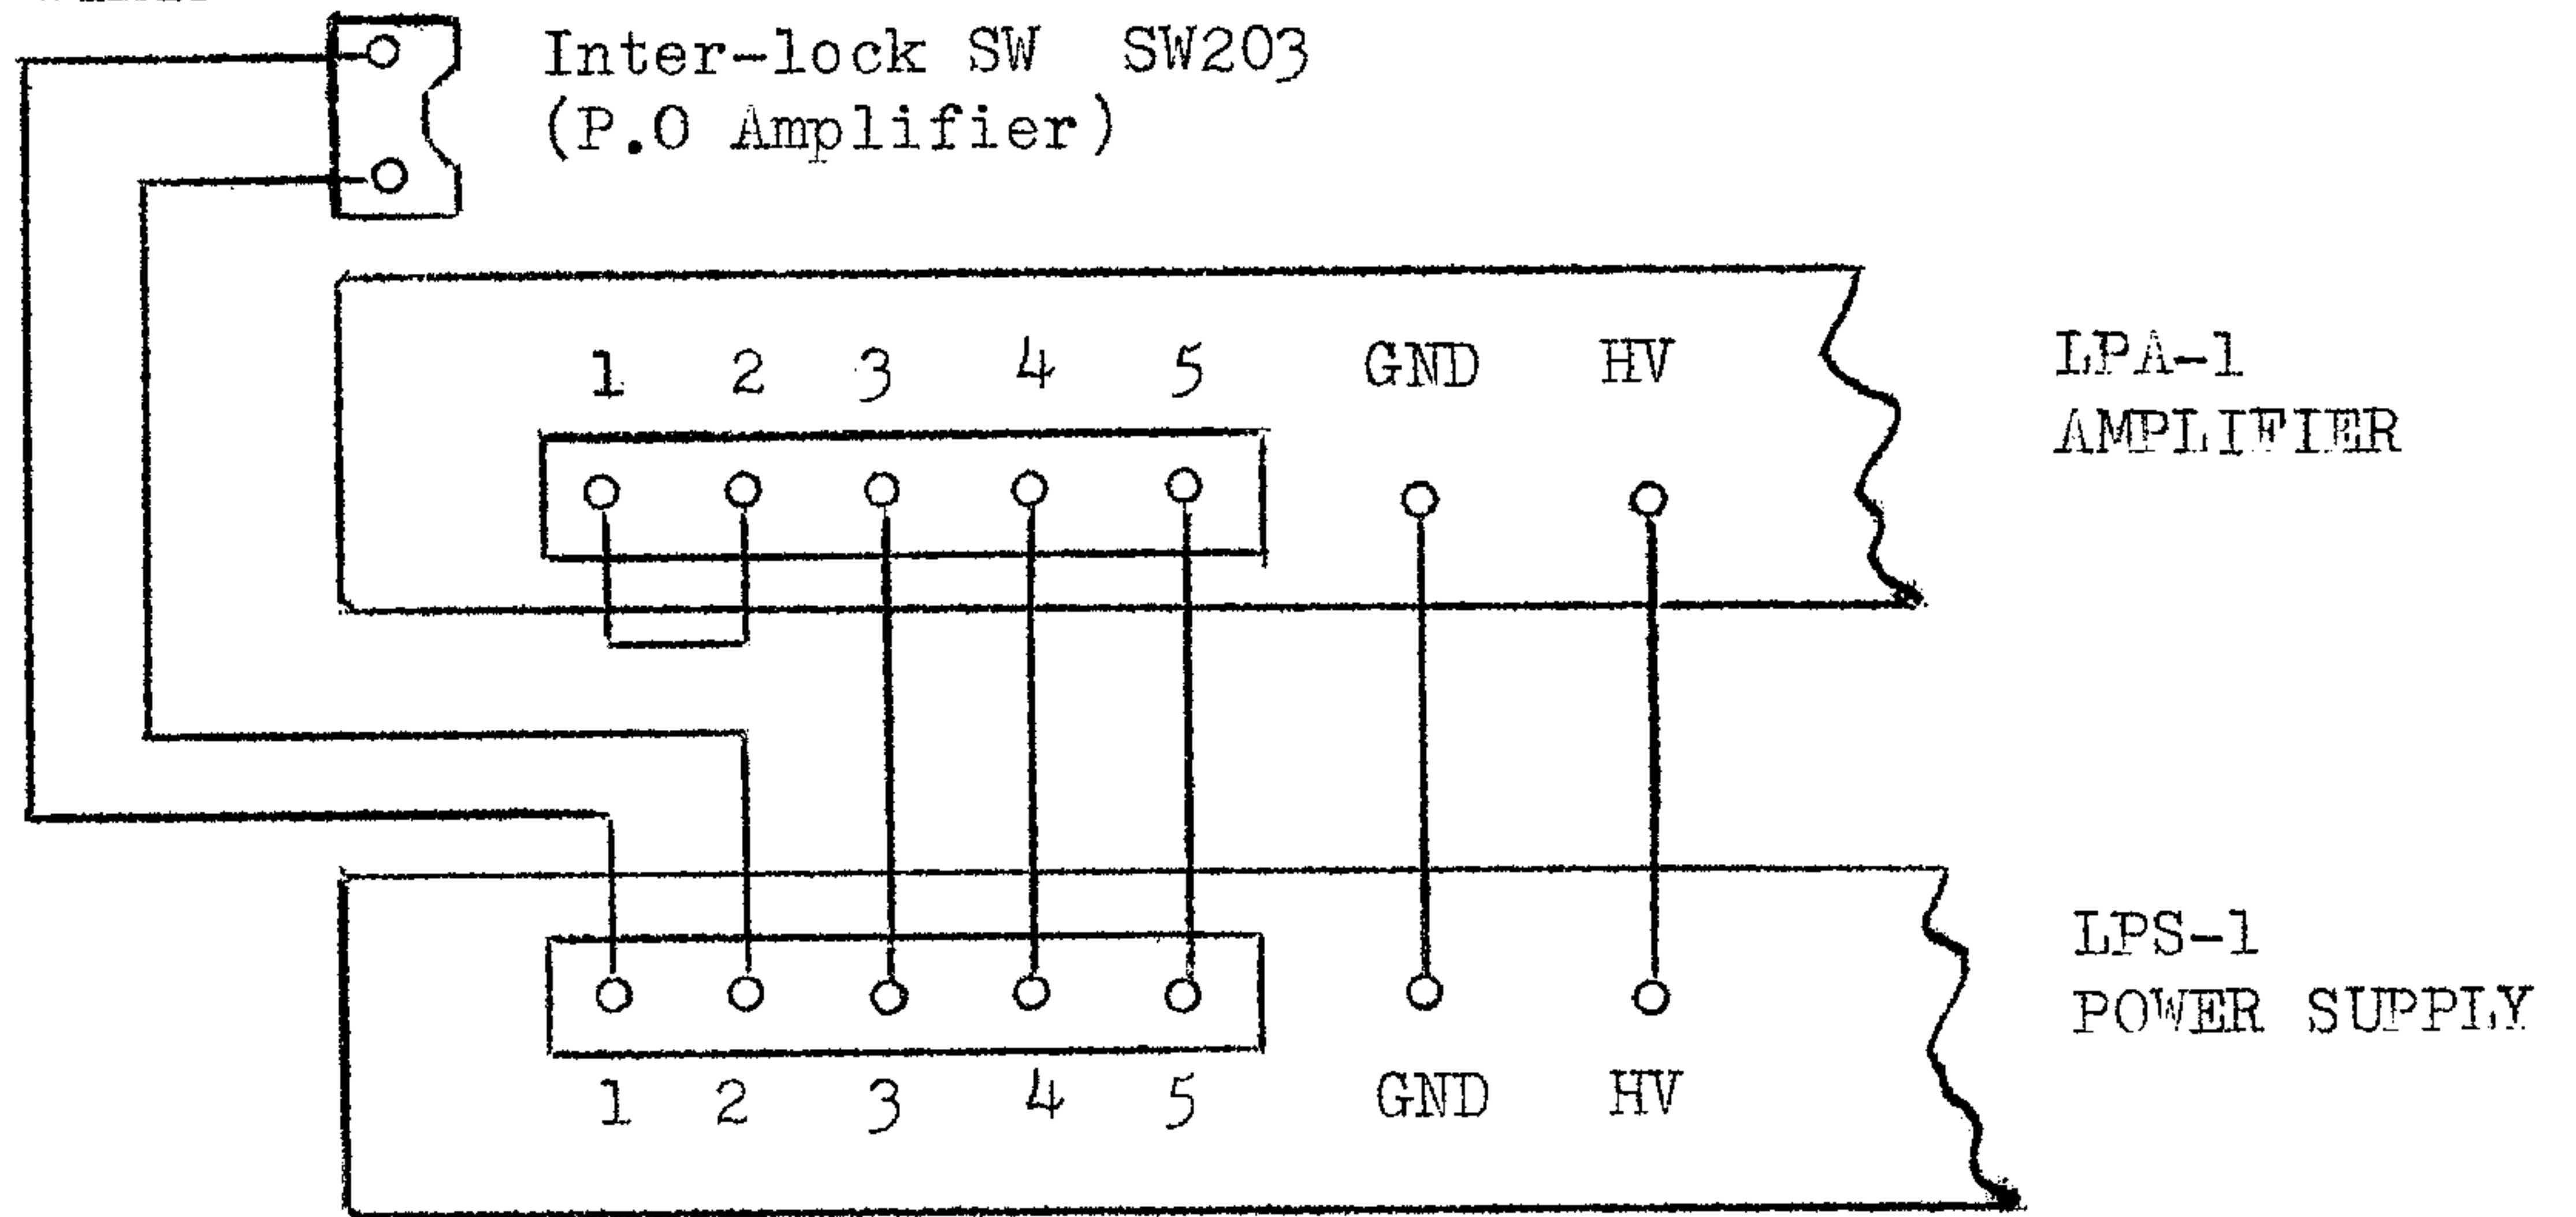 Inter-lock SW SW203
(P.O Amplifier)
1 2 3 4 5 GND HV
LPA-1
AMPLIFIER
LPS-1
POWER SUPPLY
1 2 3 4 5 GND HV